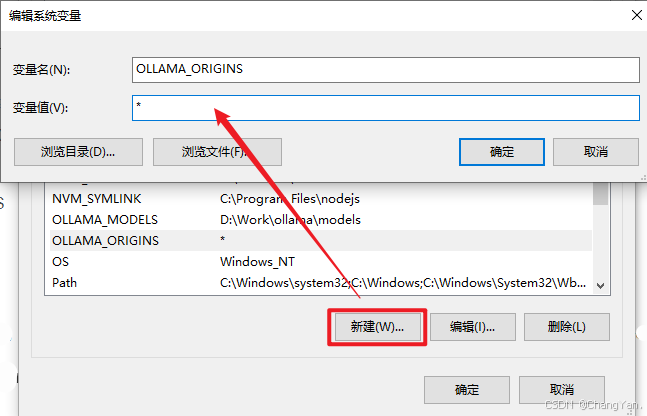 编辑系统变量
变量名(N): OLLAMA_ORIGINS
变量值(V): *
浏览目录(D)... 浏览文件(F)... 确定 取消
NVM_SYMLINK C:\Program Files\nodejs
OLLAMA_MODELS D:\Work\ollama\models
OLLAMA_ORIGINS *
OS Windows_NT
Path C:\Windows\system32;C:\Windows;C:\Windows\System32\Wb...
新建(W)... 编辑(I)... 删除(L)
确定 取消
CSDN @ChangYan.